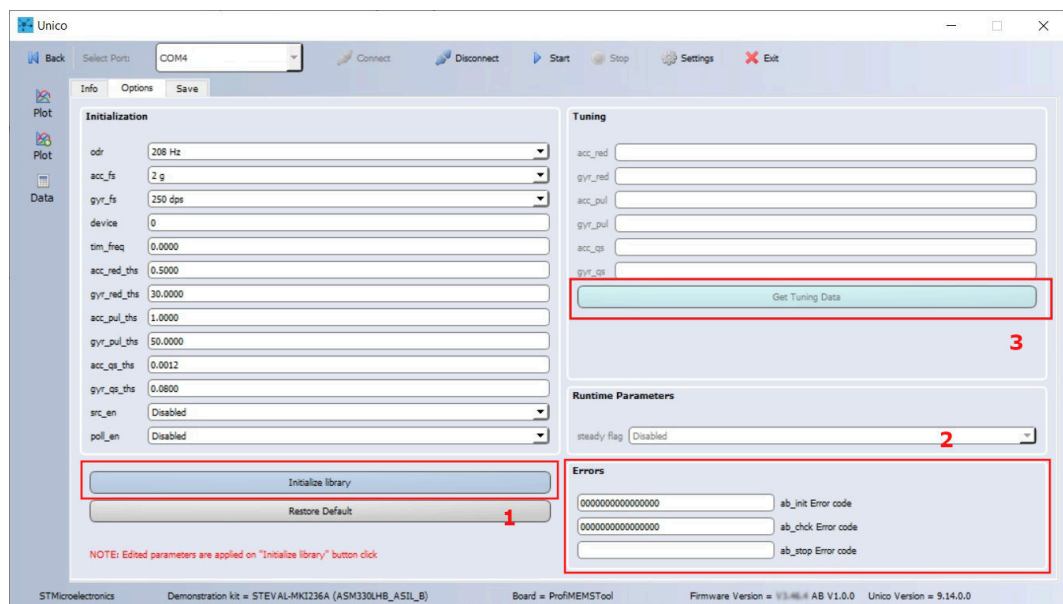 Unico
Back Select Port: COM4 Connect Disconnect Start Stop Settings Exit
Plot
Plot
Data
Info Options Save
Initialization
odr 208 Hz
acc_fs 2 g
gyr_fs 250 dps
device 0
tim_freq 0.0000
acc_red_ths 0.5000
gyr_red_ths 30.0000
acc_pul_ths 1.0000
gyr_pul_ths 50.0000
acc_qs_ths 0.0012
gyr_qs_ths 0.0800
src_en Disabled
poll_en Disabled
Initialize library
Restore Default
1
NOTE: Edited parameters are applied on "Initialize library" button click
Tuning
acc_red
gyr_red
acc_pul
gyr_pul
acc_qs
gyr_qs
Get Tuning Data
3
Runtime Parameters
steady flag Disabled
2
Errors
0000000000000000 ab_init Error code
0000000000000000 ab_chck Error code
ab_stop Error code
STMicroelectronics Demonstration kit = STEVAL-MKI236A (ASM330LHB_ASIL_B) Board = ProfiMEMSTool Firmware Version = AB V1.0.0 Unico Version = 9.14.0.0